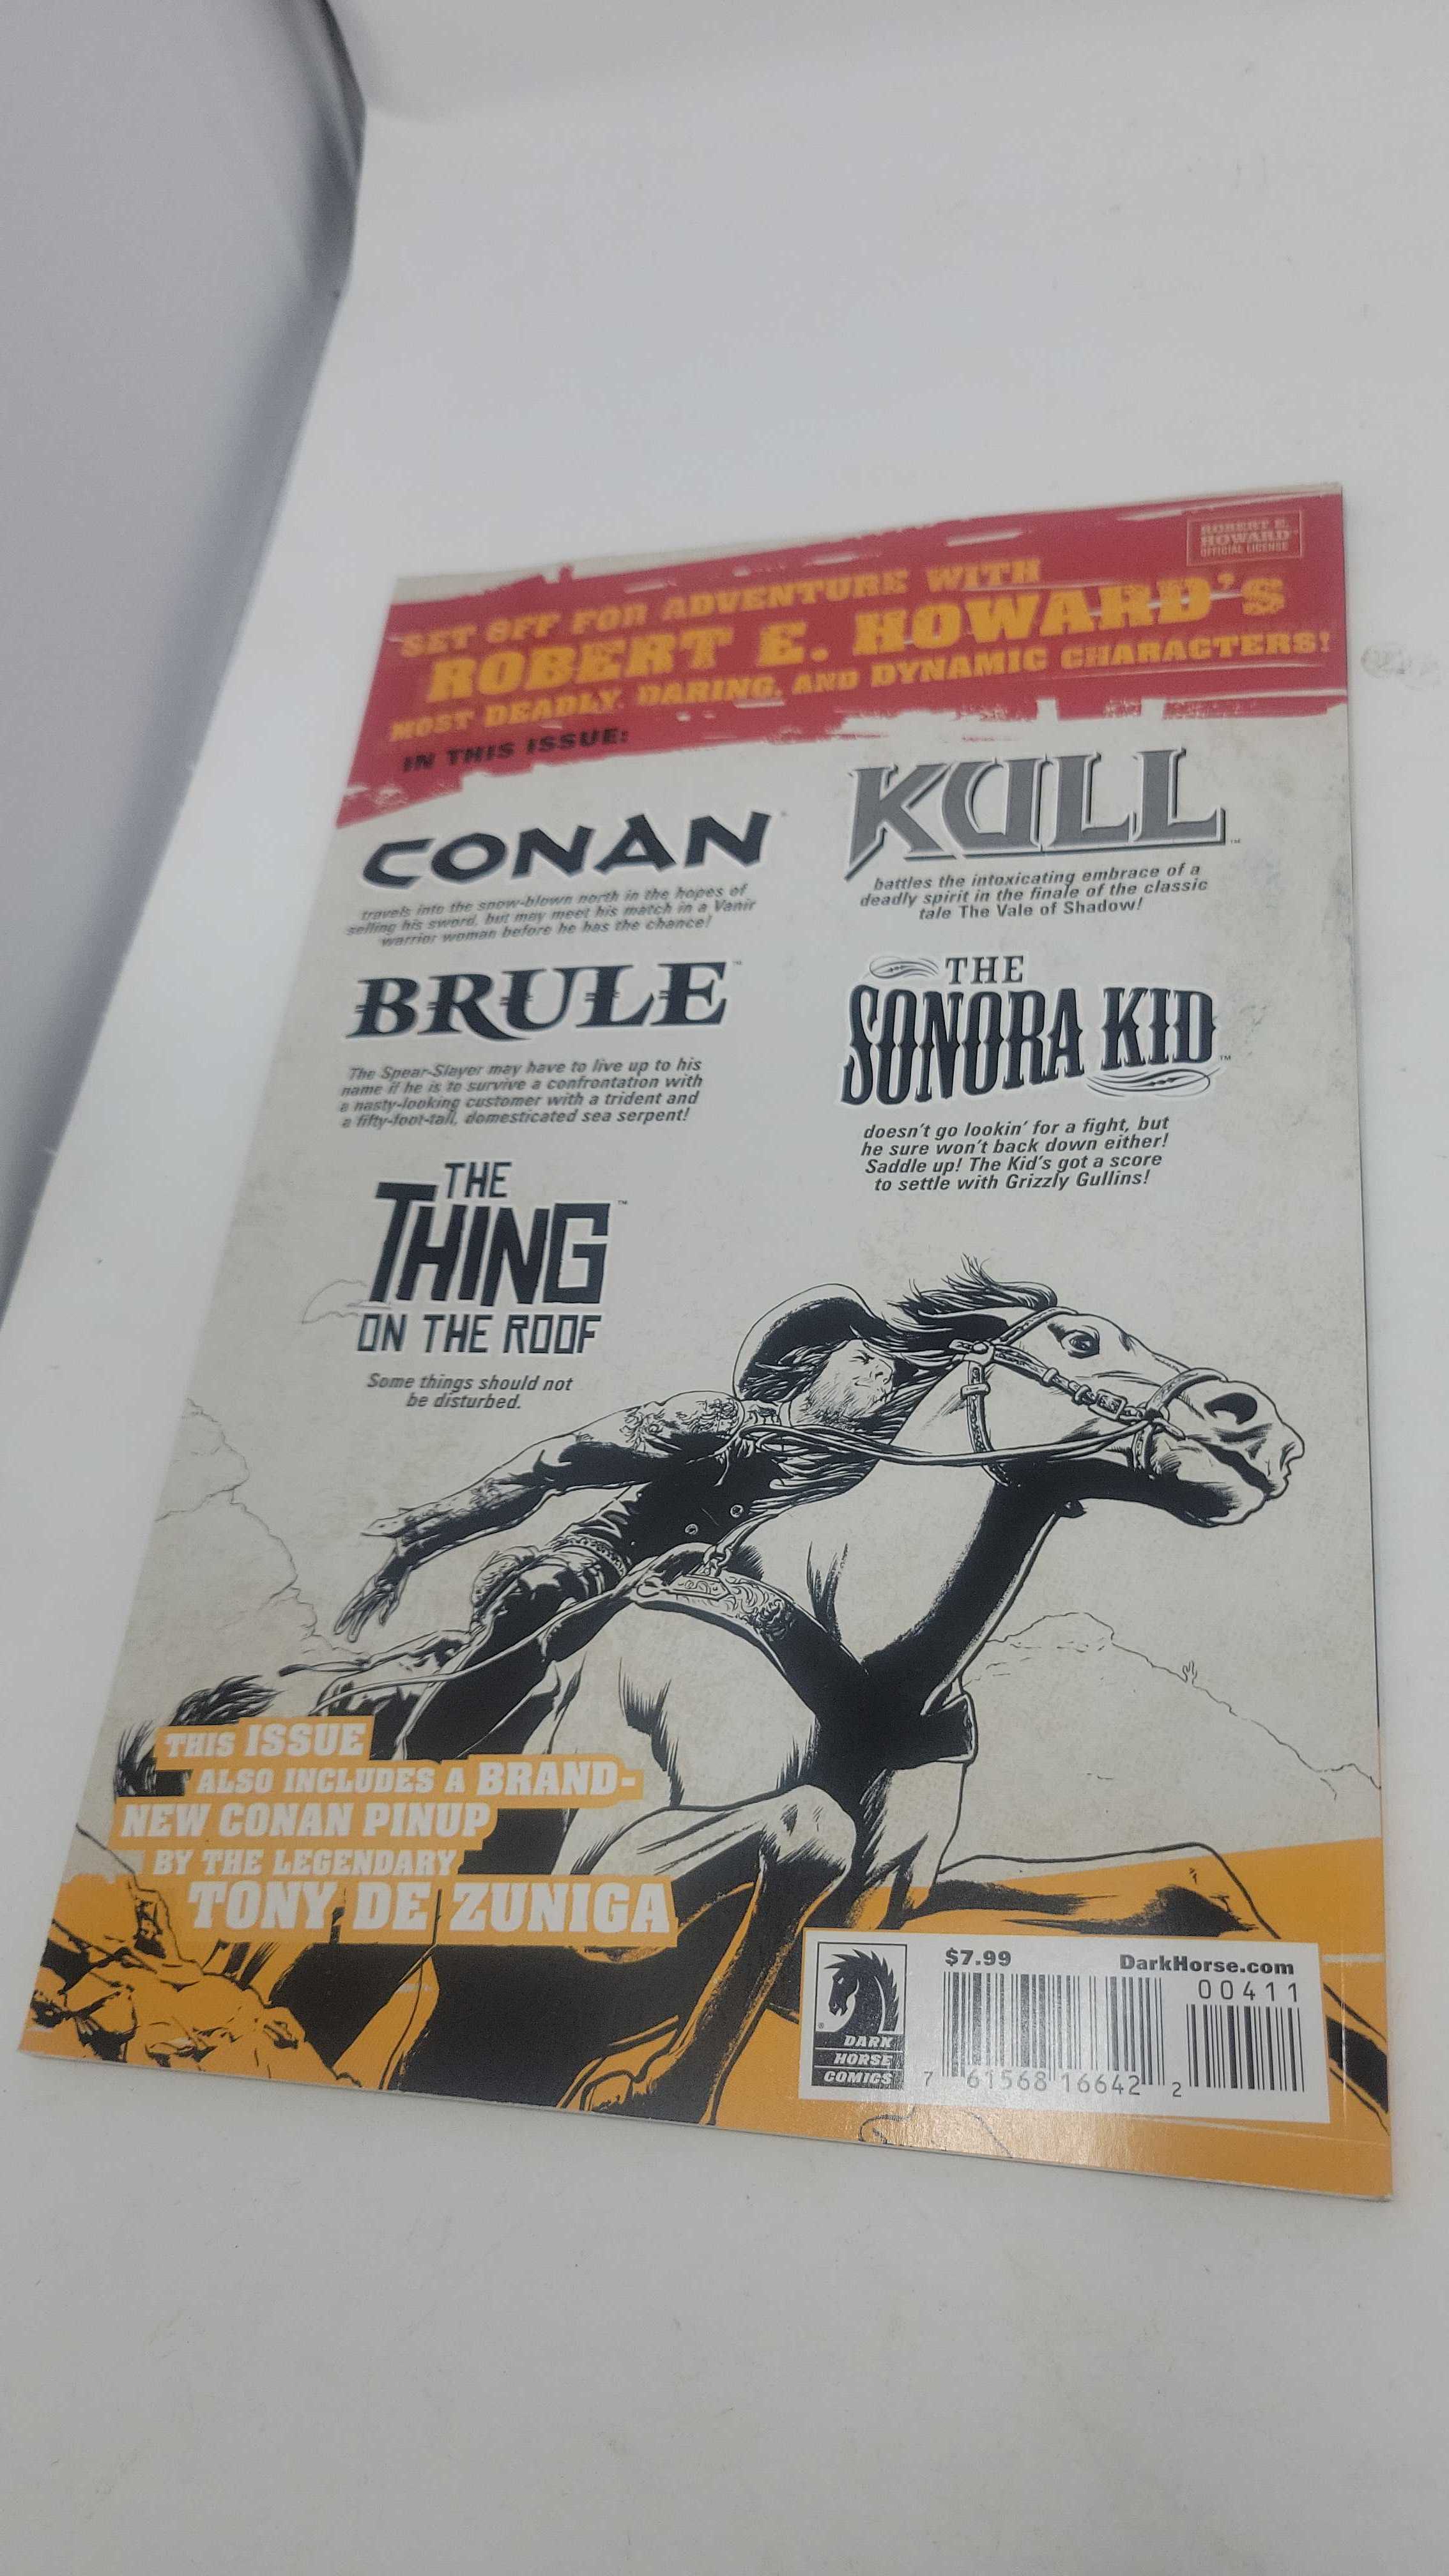 ROBERT E.
HOWARD
OFFICIAL LICENSE
SET OFF FOR ADVENTURE WITH
ROBERT E. HOWARD'S
MOST DEADLY, DARING, AND DYNAMIC CHARACTERS!
IN THIS ISSUE:
CONAN
travels into the snow-blown north in the hopes of
selling his sword, but may meet his match in a Vanir
warrior woman before he has the chance!
KULL™
battles the intoxicating embrace of a
deadly spirit in the finale of the classic
tale The Vale of Shadow!
BRULE™
The Spear-Slayer may have to live up to his
name if he is to survive a confrontation with
a nasty-looking customer with a trident and
a fifty-foot-tall, domesticated sea serpent!
THE
SONORA KID™
doesn't go lookin' for a fight, but
he sure won't back down either!
Saddle up! The Kid's got a score
to settle with Grizzly Gullins!
THE
THING™
ON THE ROOF
Some things should not
be disturbed.
THIS ISSUE
ALSO INCLUDES A BRAND-
NEW CONAN PINUP
BY THE LEGENDARY
TONY DE ZUNIGA
DARK
HORSE
COMICS®
$7.99 DarkHorse.com
00411
7 61568 16642 2